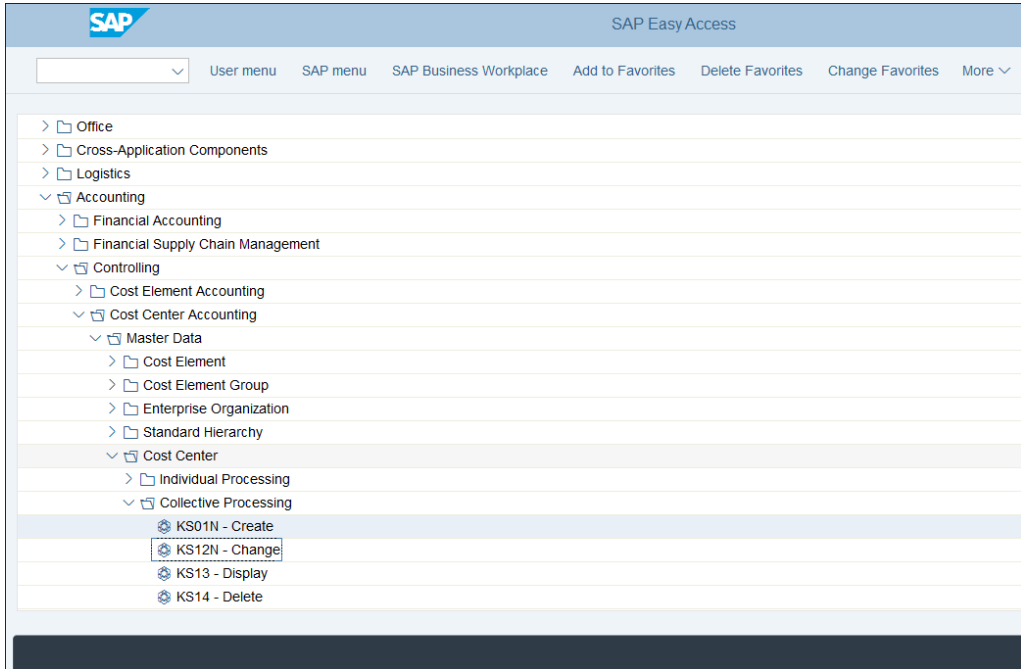 SAP
SAP Easy Access
User menu SAP menu SAP Business Workplace Add to Favorites Delete Favorites Change Favorites More
Office
Cross-Application Components
Logistics
Accounting
Financial Accounting
Financial Supply Chain Management
Controlling
Cost Element Accounting
Cost Center Accounting
Master Data
Cost Element
Cost Element Group
Enterprise Organization
Standard Hierarchy
Cost Center
Individual Processing
Collective Processing
KS01N - Create
KS12N - Change
KS13 - Display
KS14 - Delete